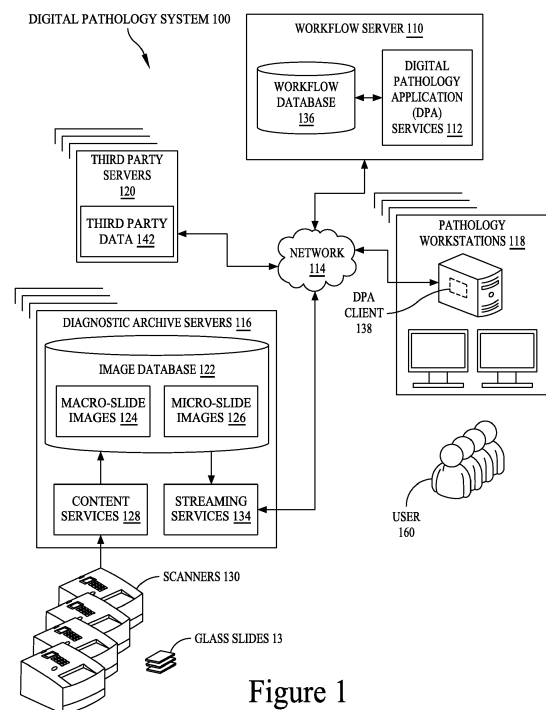 DIGITAL PATHOLOGY SYSTEM 100
WORKFLOW SERVER 110
WORKFLOW
DATABASE
136
DIGITAL
PATHOLOGY
APPLICATION
(DPA)
SERVICES 112
THIRD PARTY
SERVERS
120
THIRD PARTY
DATA 142
NETWORK
114
PATHOLOGY
WORKSTATIONS 118
DPA
CLIENT
138
DIAGNOSTIC ARCHIVE SERVERS 116
IMAGE DATABASE 122
MACRO-SLIDE
IMAGES 124
MICRO-SLIDE
IMAGES 126
CONTENT
SERVICES 128
STREAMING
SERVICES 134
USER
160
SCANNERS 130
GLASS SLIDES 13
Figure 1